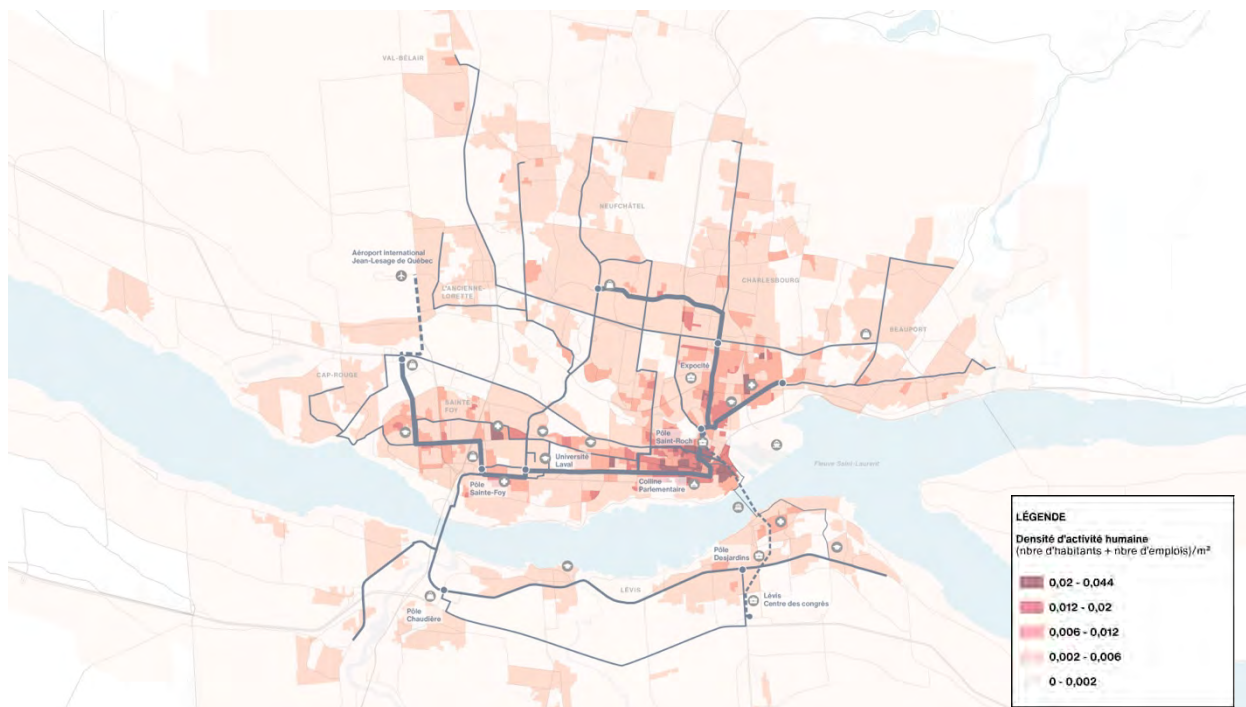 VAL-BÉLAIR
NEUFCHÂTEL
Aéroport international
Jean-Lesage de Québec
L'ANCIENNE-
LORETTE
CHARLESBOURG
BEAUPORT
Expocité
CAP-ROUGE
SAINTE-
FOY
Pôle
Saint-Roch
Université
Laval
Fleuve Saint-Laurent
Pôle
Sainte-Foy
Colline
Parlementaire
Pôle
Desjardins
LÉVIS
Lévis
Centre des congrès
Pôle
Chaudière
LÉGENDE
Densité d'activité humaine
(nbre d'habitants + nbre d'emplois)/m²
0,02 - 0,044
0,012 - 0,02
0,006 - 0,012
0,002 - 0,006
0 - 0,002